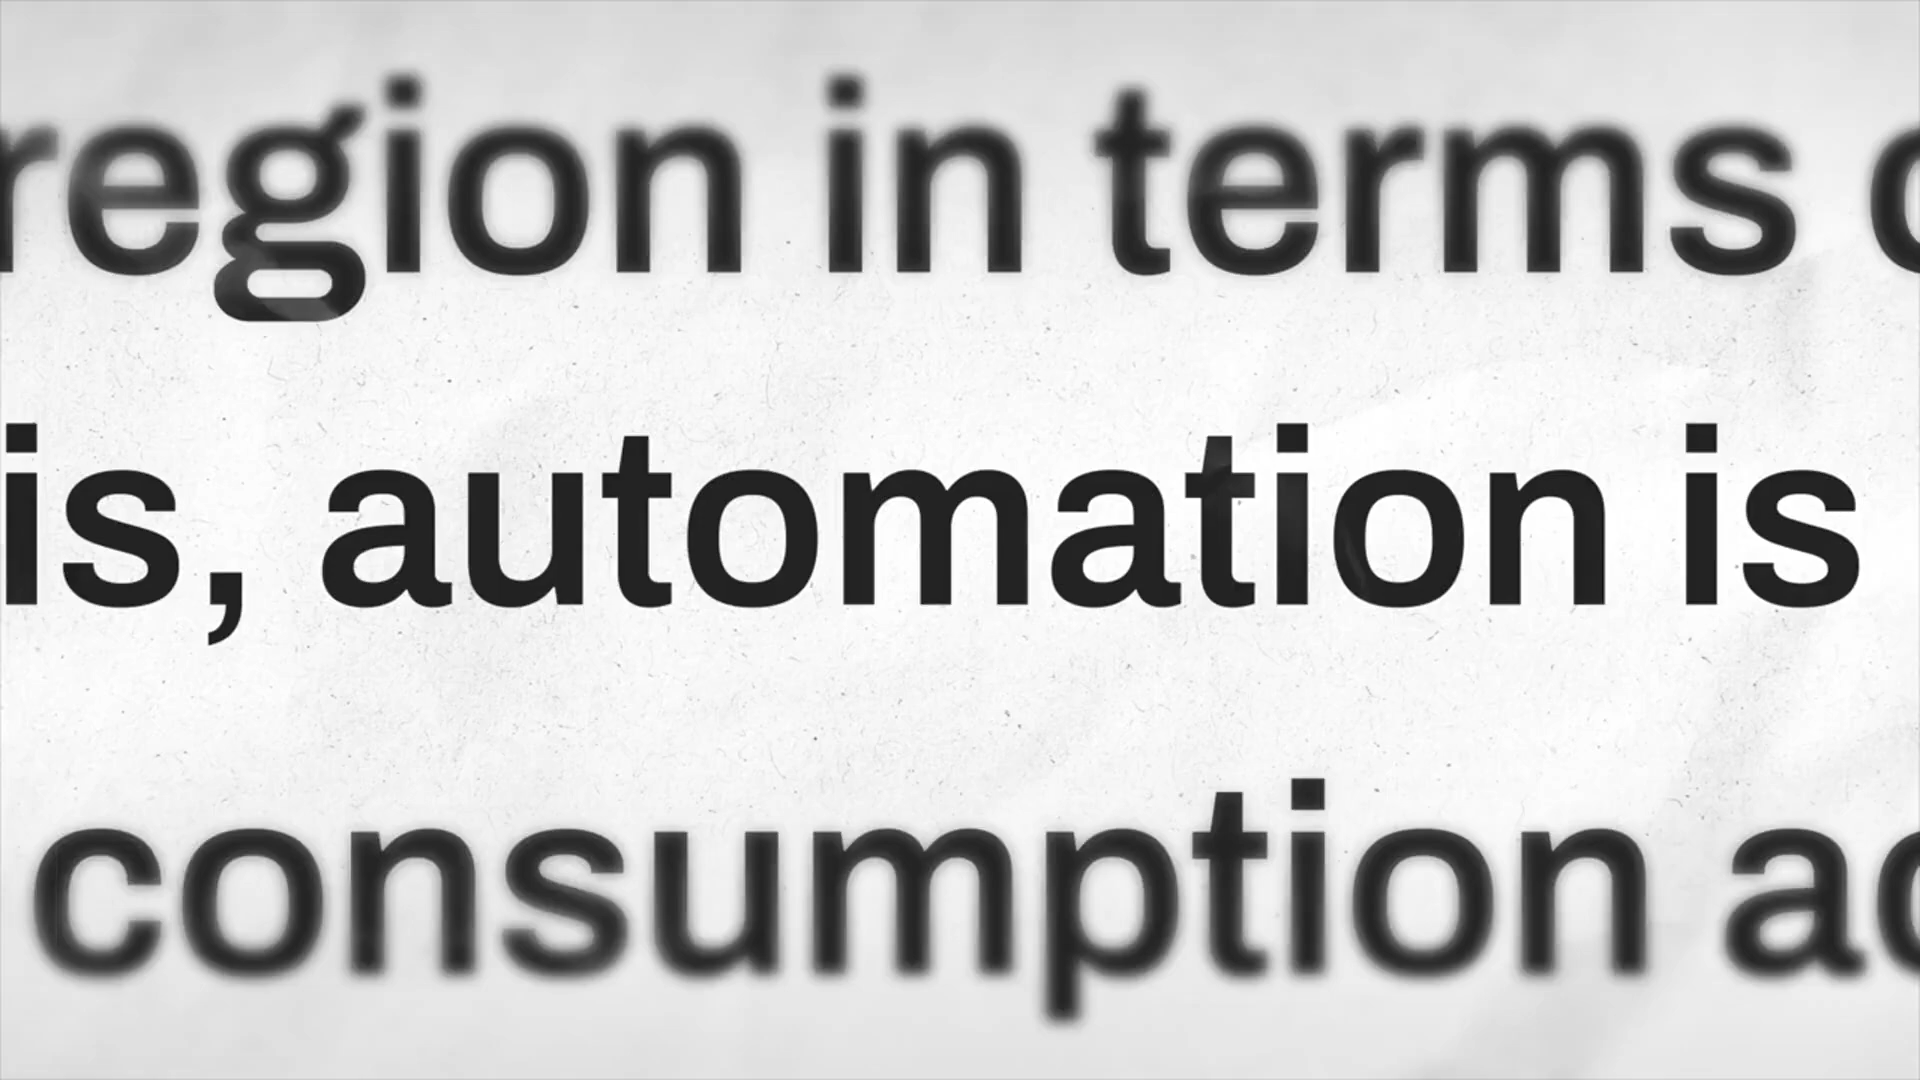 region in terms
is, automation is
consumption